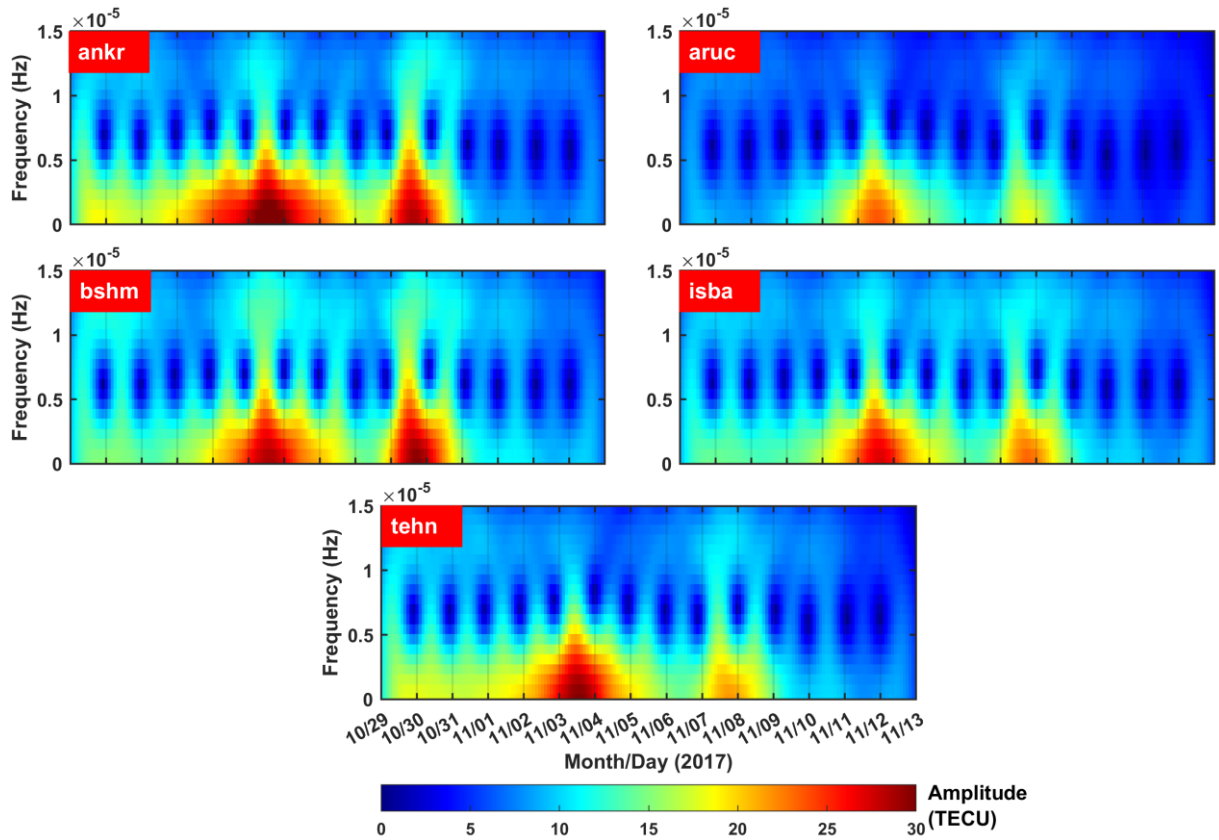 ×10⁻⁵ ×10⁻⁵
1.5 1.5
ankr aruc
Frequency (Hz)
1 1
0.5 0.5
0 0
×10⁻⁵ ×10⁻⁵
1.5 1.5
bshm isba
Frequency (Hz)
1 1
0.5 0.5
0 0
×10⁻⁵
1.5
tehn
Frequency (Hz)
1
0.5
0
10/29 10/30 10/31 11/01 11/02 11/03 11/04 11/05 11/06 11/07 11/08 11/09 11/10 11/11 11/12 11/13
Month/Day (2017)
Amplitude
(TECU)
0 5 10 15 20 25 30